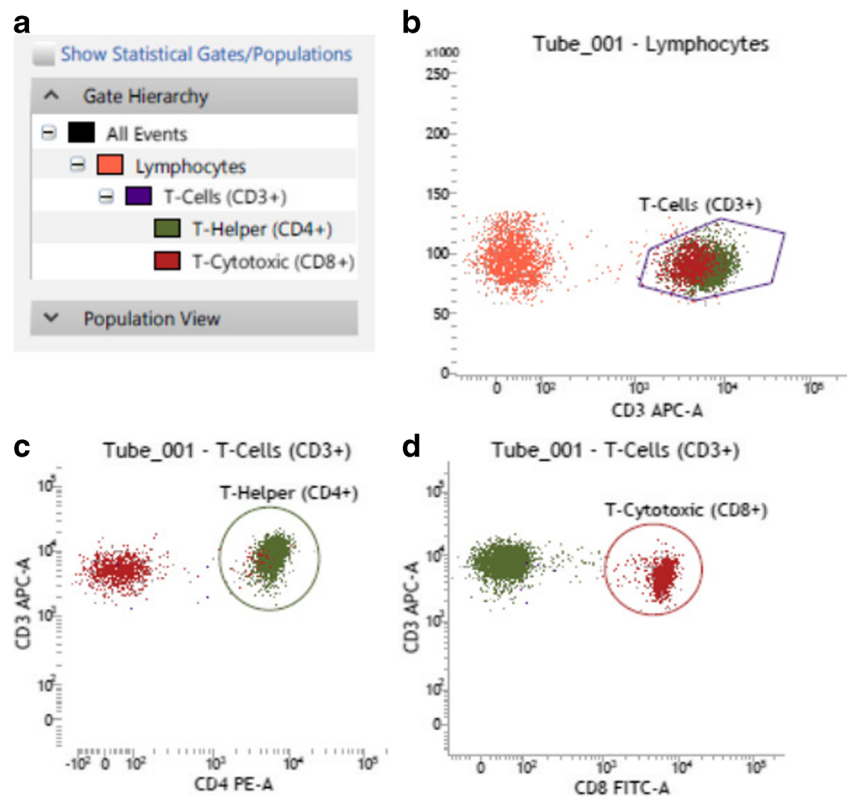 a
Show Statistical Gates/Populations
Gate Hierarchy
All Events
Lymphocytes
T-Cells (CD3+)
T-Helper (CD4+)
T-Cytotoxic (CD8+)
Population View
b
Tube_001 - Lymphocytes
x1000
250
200
150
100
50
0
T-Cells (CD3+)
0 10² 10³ 10⁴ 10⁵
CD3 APC-A
c
Tube_001 - T-Cells (CD3+)
T-Helper (CD4+)
CD3 APC-A
10⁵
10⁴
10³
10²
0
-10² 0 10² 10³ 10⁴ 10⁵
CD4 PE-A
d
Tube_001 - T-Cells (CD3+)
T-Cytotoxic (CD8+)
CD3 APC-A
10⁵
10⁴
10³
10²
0
0 10² 10³ 10⁴ 10⁵
CD8 FITC-A